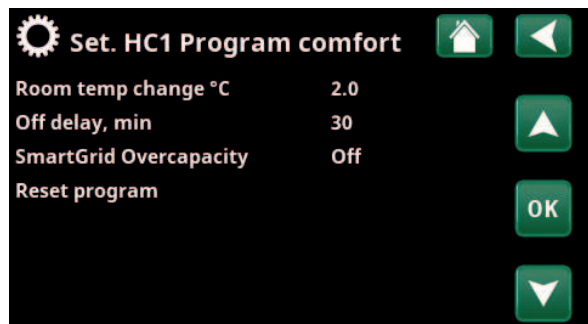 Set. HC1 Program comfort
Room temp change °C 2.0
Off delay, min 30
SmartGrid Overcapacity Off
Reset program
OK